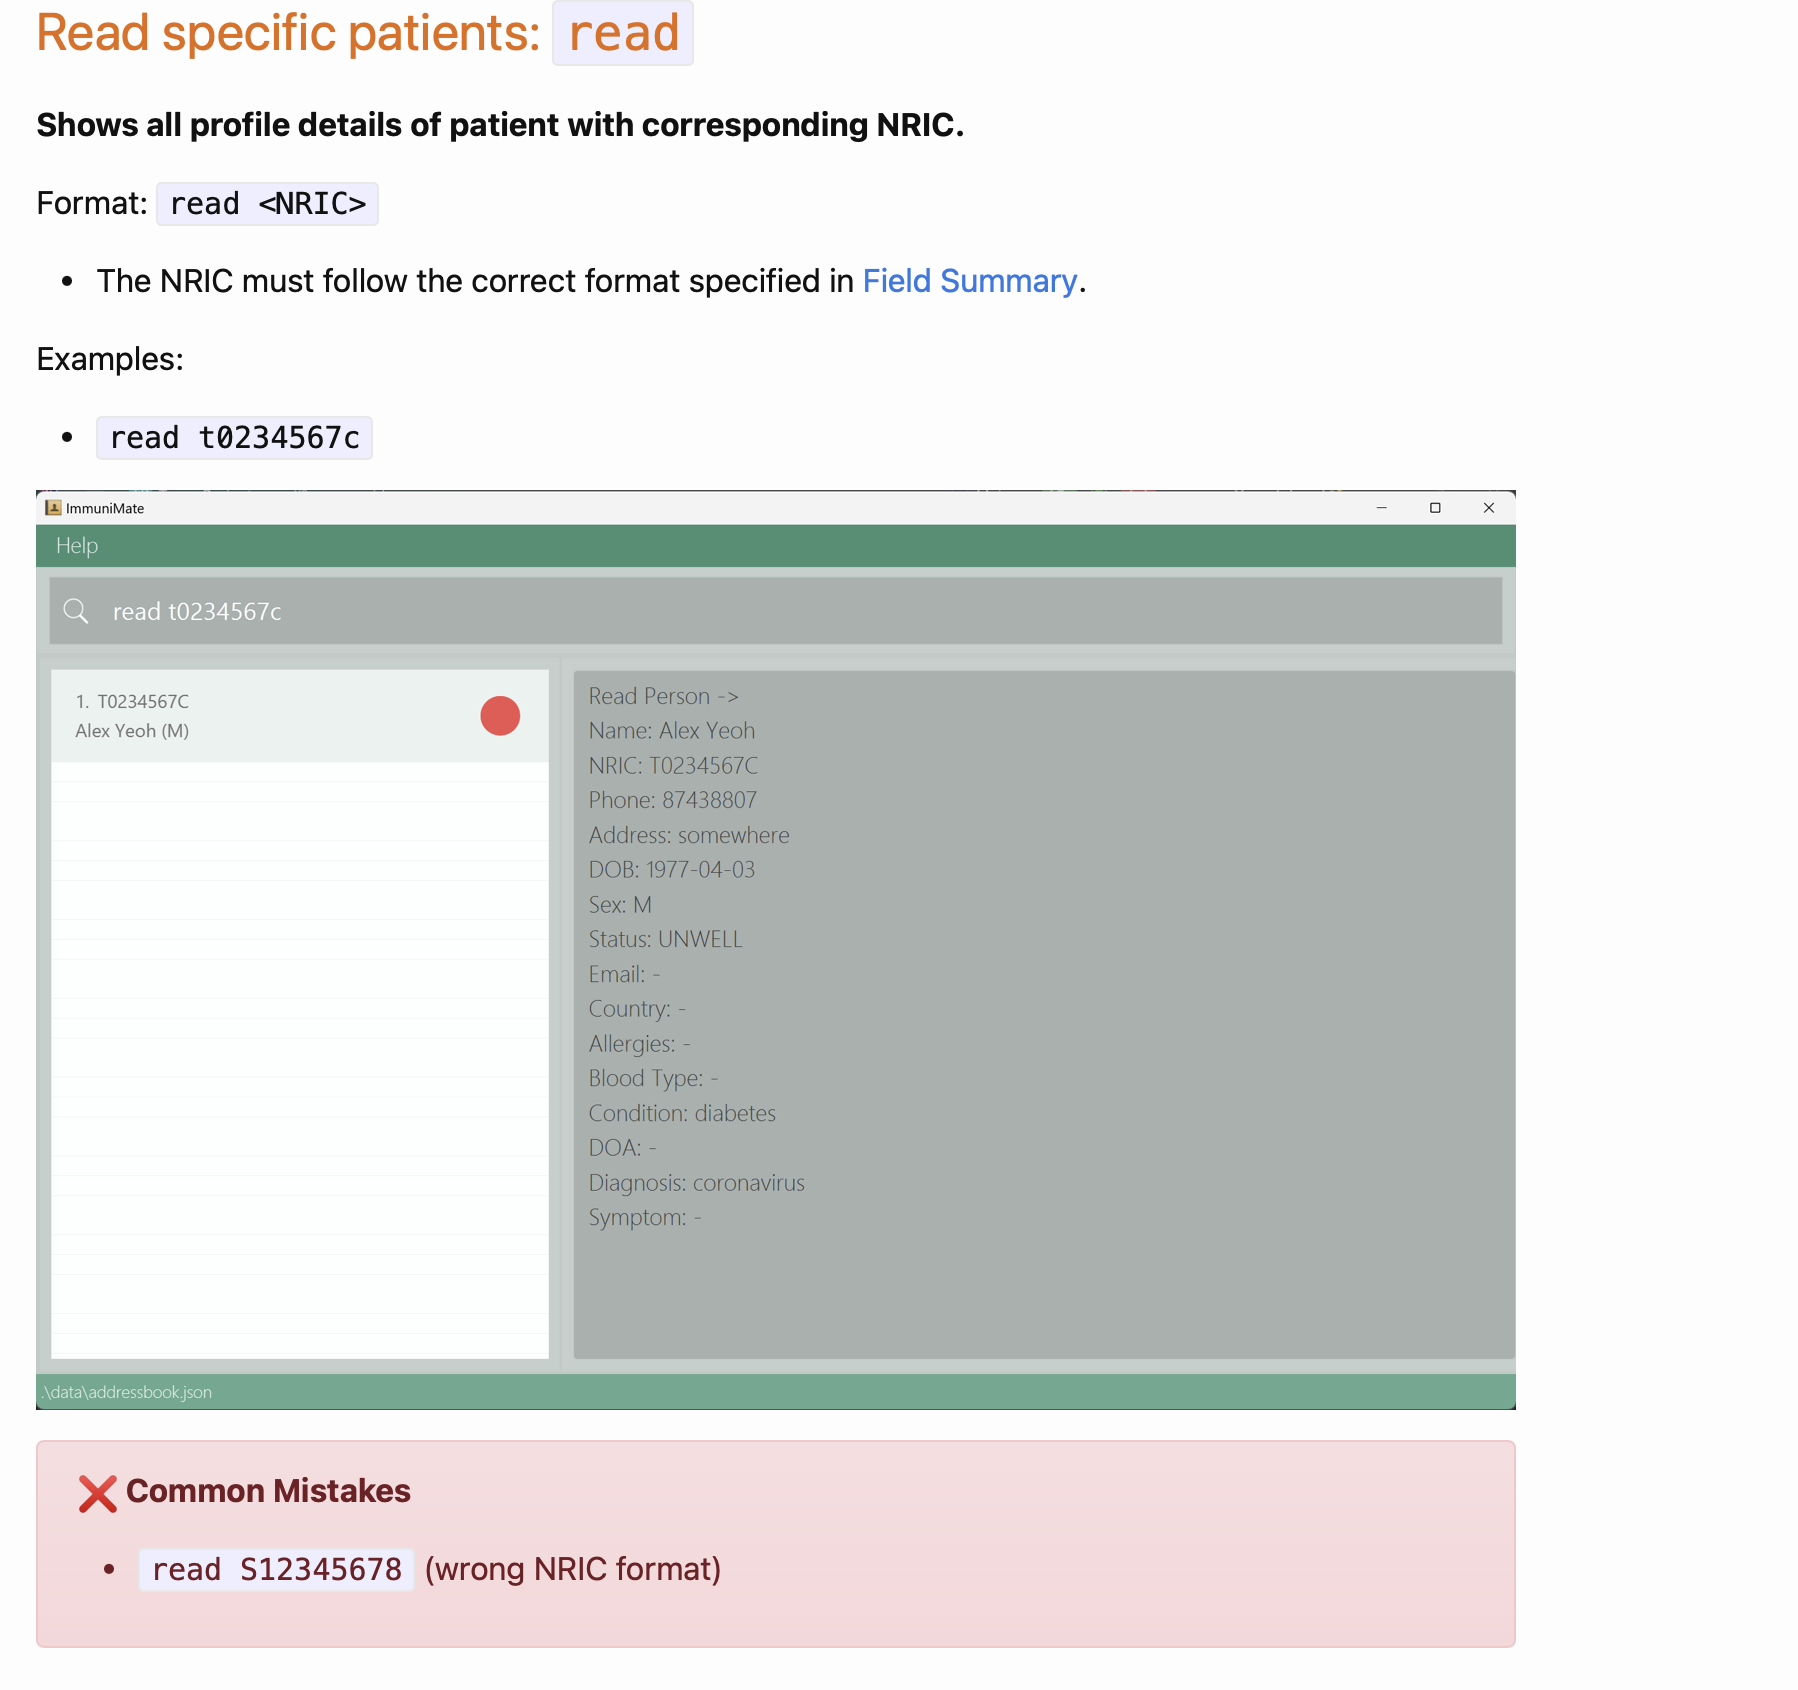 Read specific patients: read
Shows all profile details of patient with corresponding NRIC.
Format: read <NRIC>
• The NRIC must follow the correct format specified in Field Summary.
Examples:
• read t0234567c
ImmuniMate
Help
read t0234567c
1. T0234567C
Alex Yeoh (M)
Read Person ->
Name: Alex Yeoh
NRIC: T0234567C
Phone: 87438807
Address: somewhere
DOB: 1977-04-03
Sex: M
Status: UNWELL
Email: -
Country: -
Allergies: -
Blood Type: -
Condition: diabetes
DOA: -
Diagnosis: coronavirus
Symptom: -
.\data\addressbook.json
❌ Common Mistakes
• read S12345678 (wrong NRIC format)